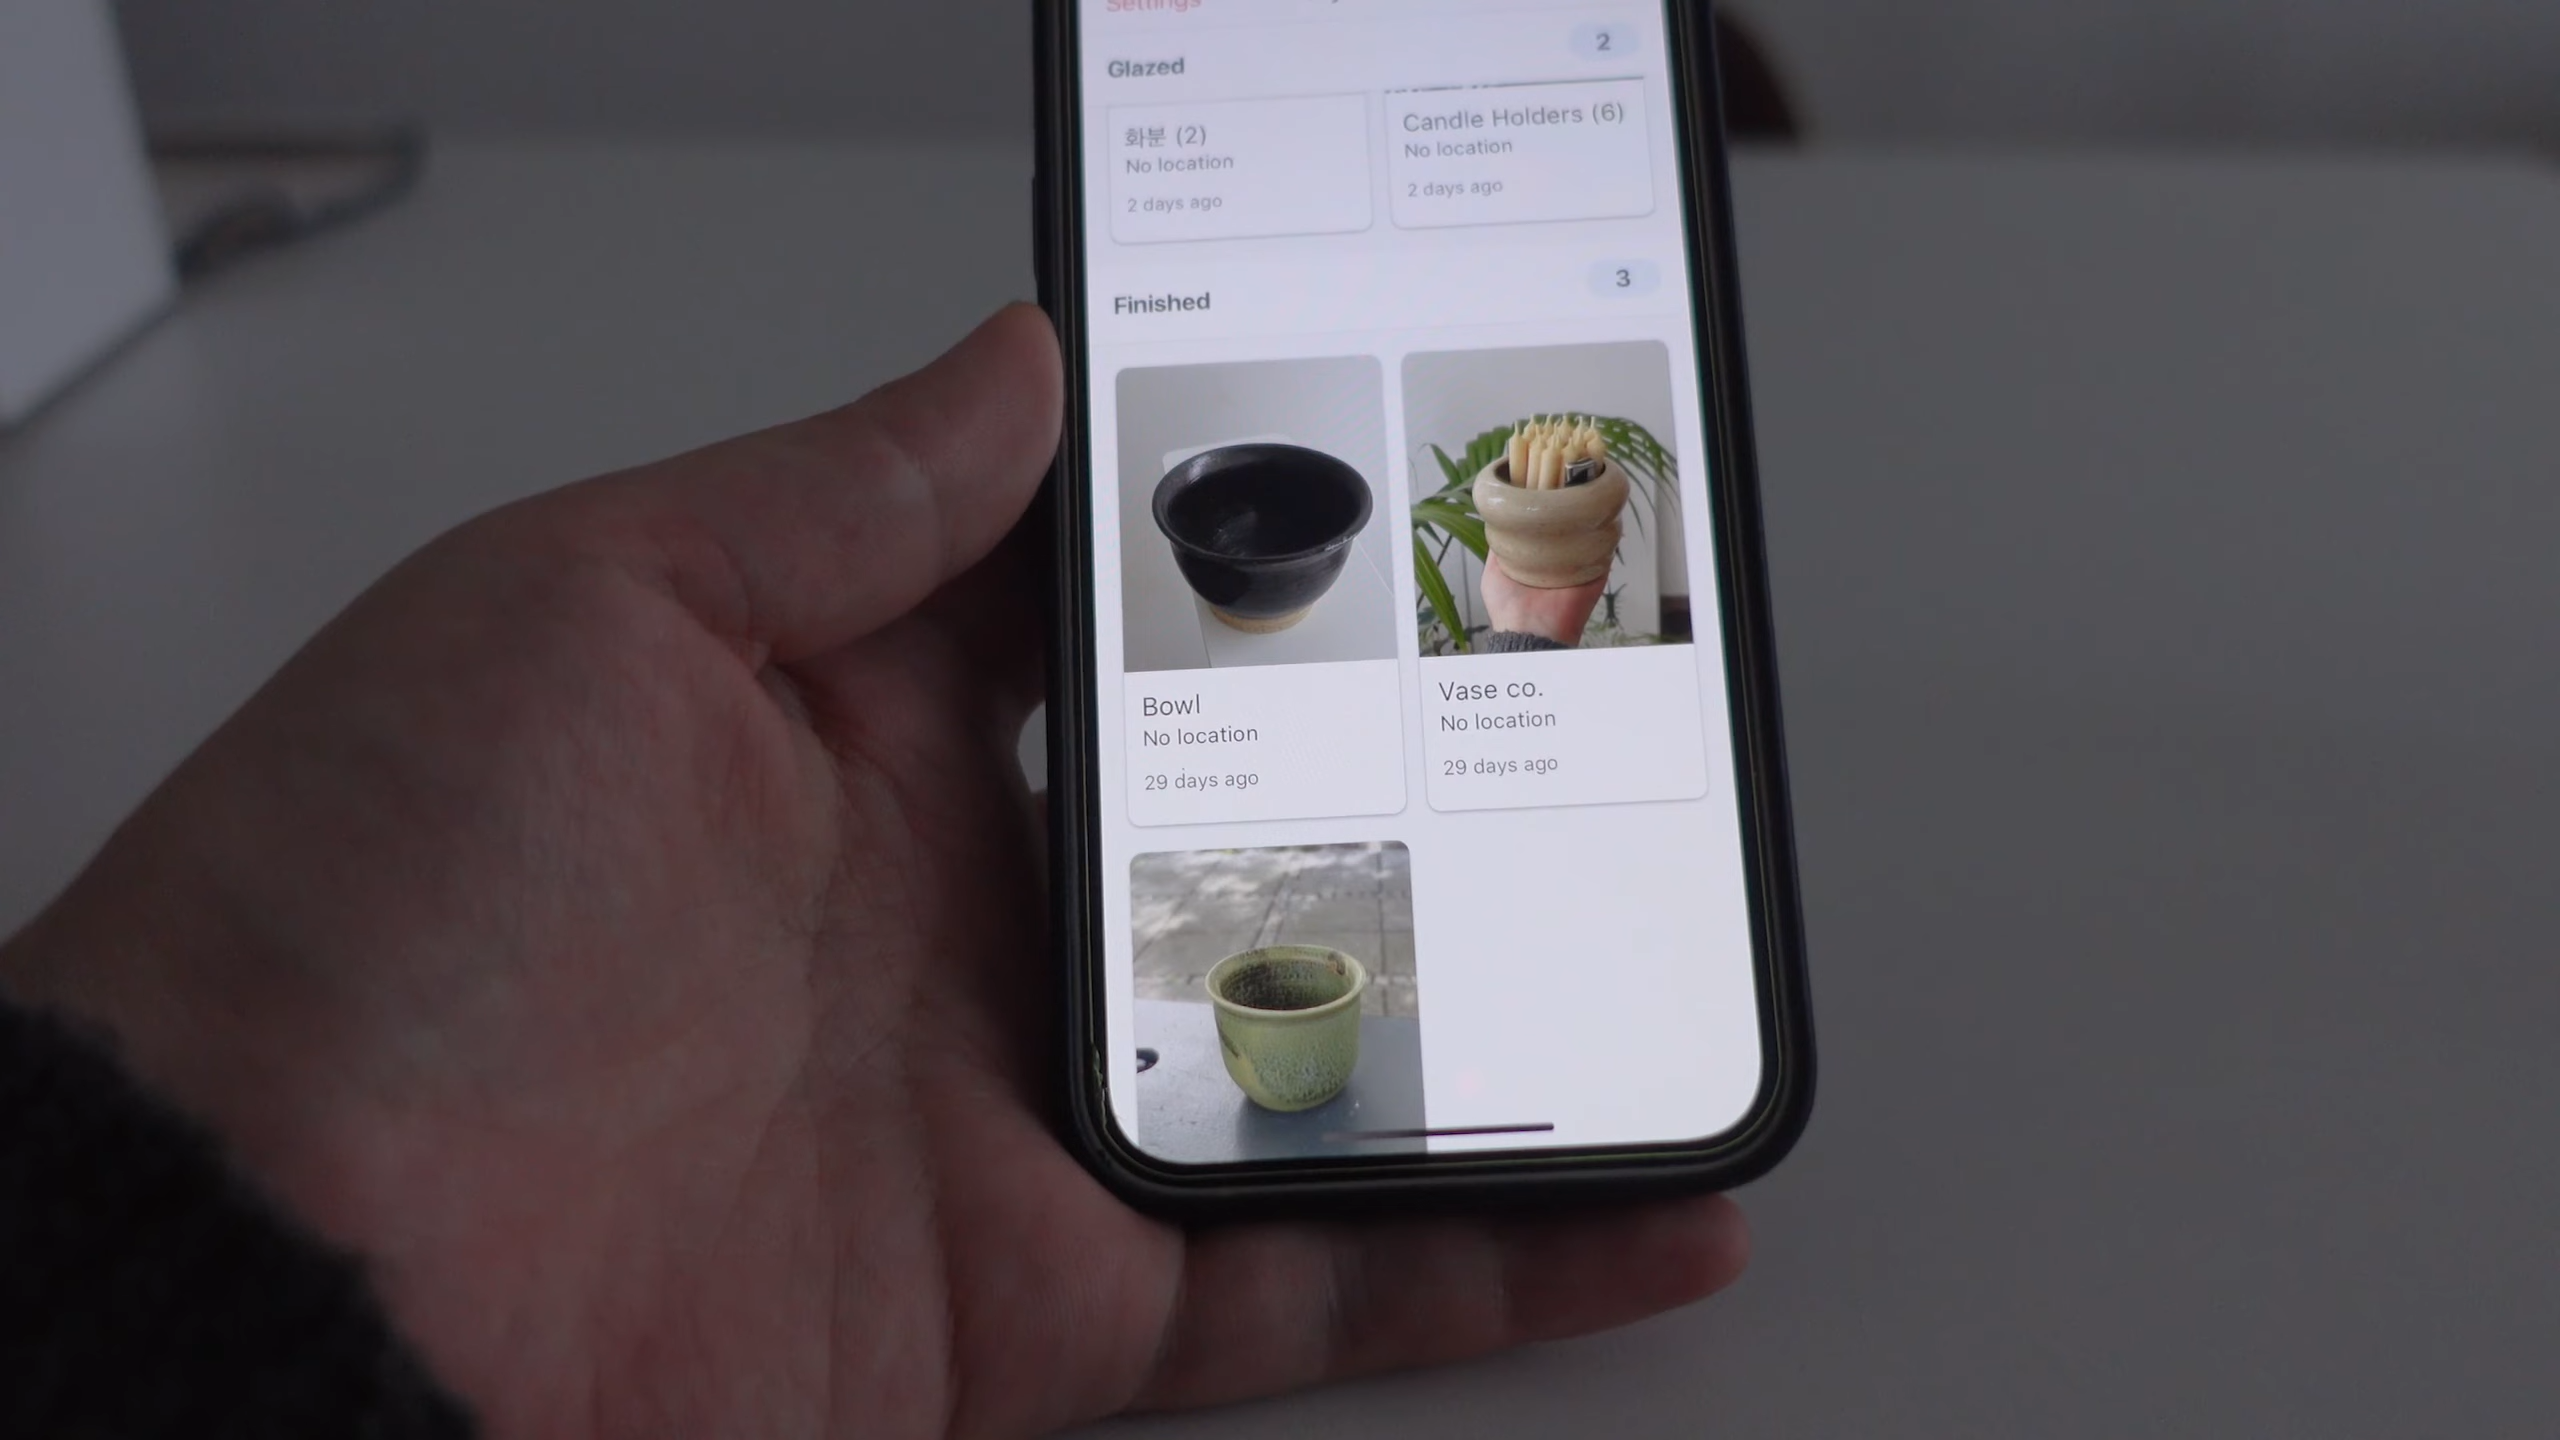 Settings
Glazed
2
화분 (2)
No location
2 days ago
Candle Holders (6)
No location
2 days ago
Finished
3
Bowl
No location
29 days ago
Vase co.
No location
29 days ago